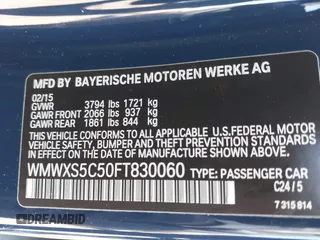 MFD BY BAYERISCHE MOTOREN WERKE AG
02/15
GVWR 3794 lbs 1721 kg
GAWR FRONT 2066 lbs 937 kg
GAWR REAR 1861 lbs 844 kg
THIS VEHICLE CONFORMS TO ALL APPLICABLE U.S. FEDERAL MOTOR
VEHICLE SAFETY, BUMPER, AND THEFT PREVENTION STANDARDS IN
EFFECT ON THE DATE OF MANUFACTURE SHOWN ABOVE.
WMWXS5C50FT830060 TYPE: PASSENGER CAR
C24 / 5
7 315 814
BIDHISTORY